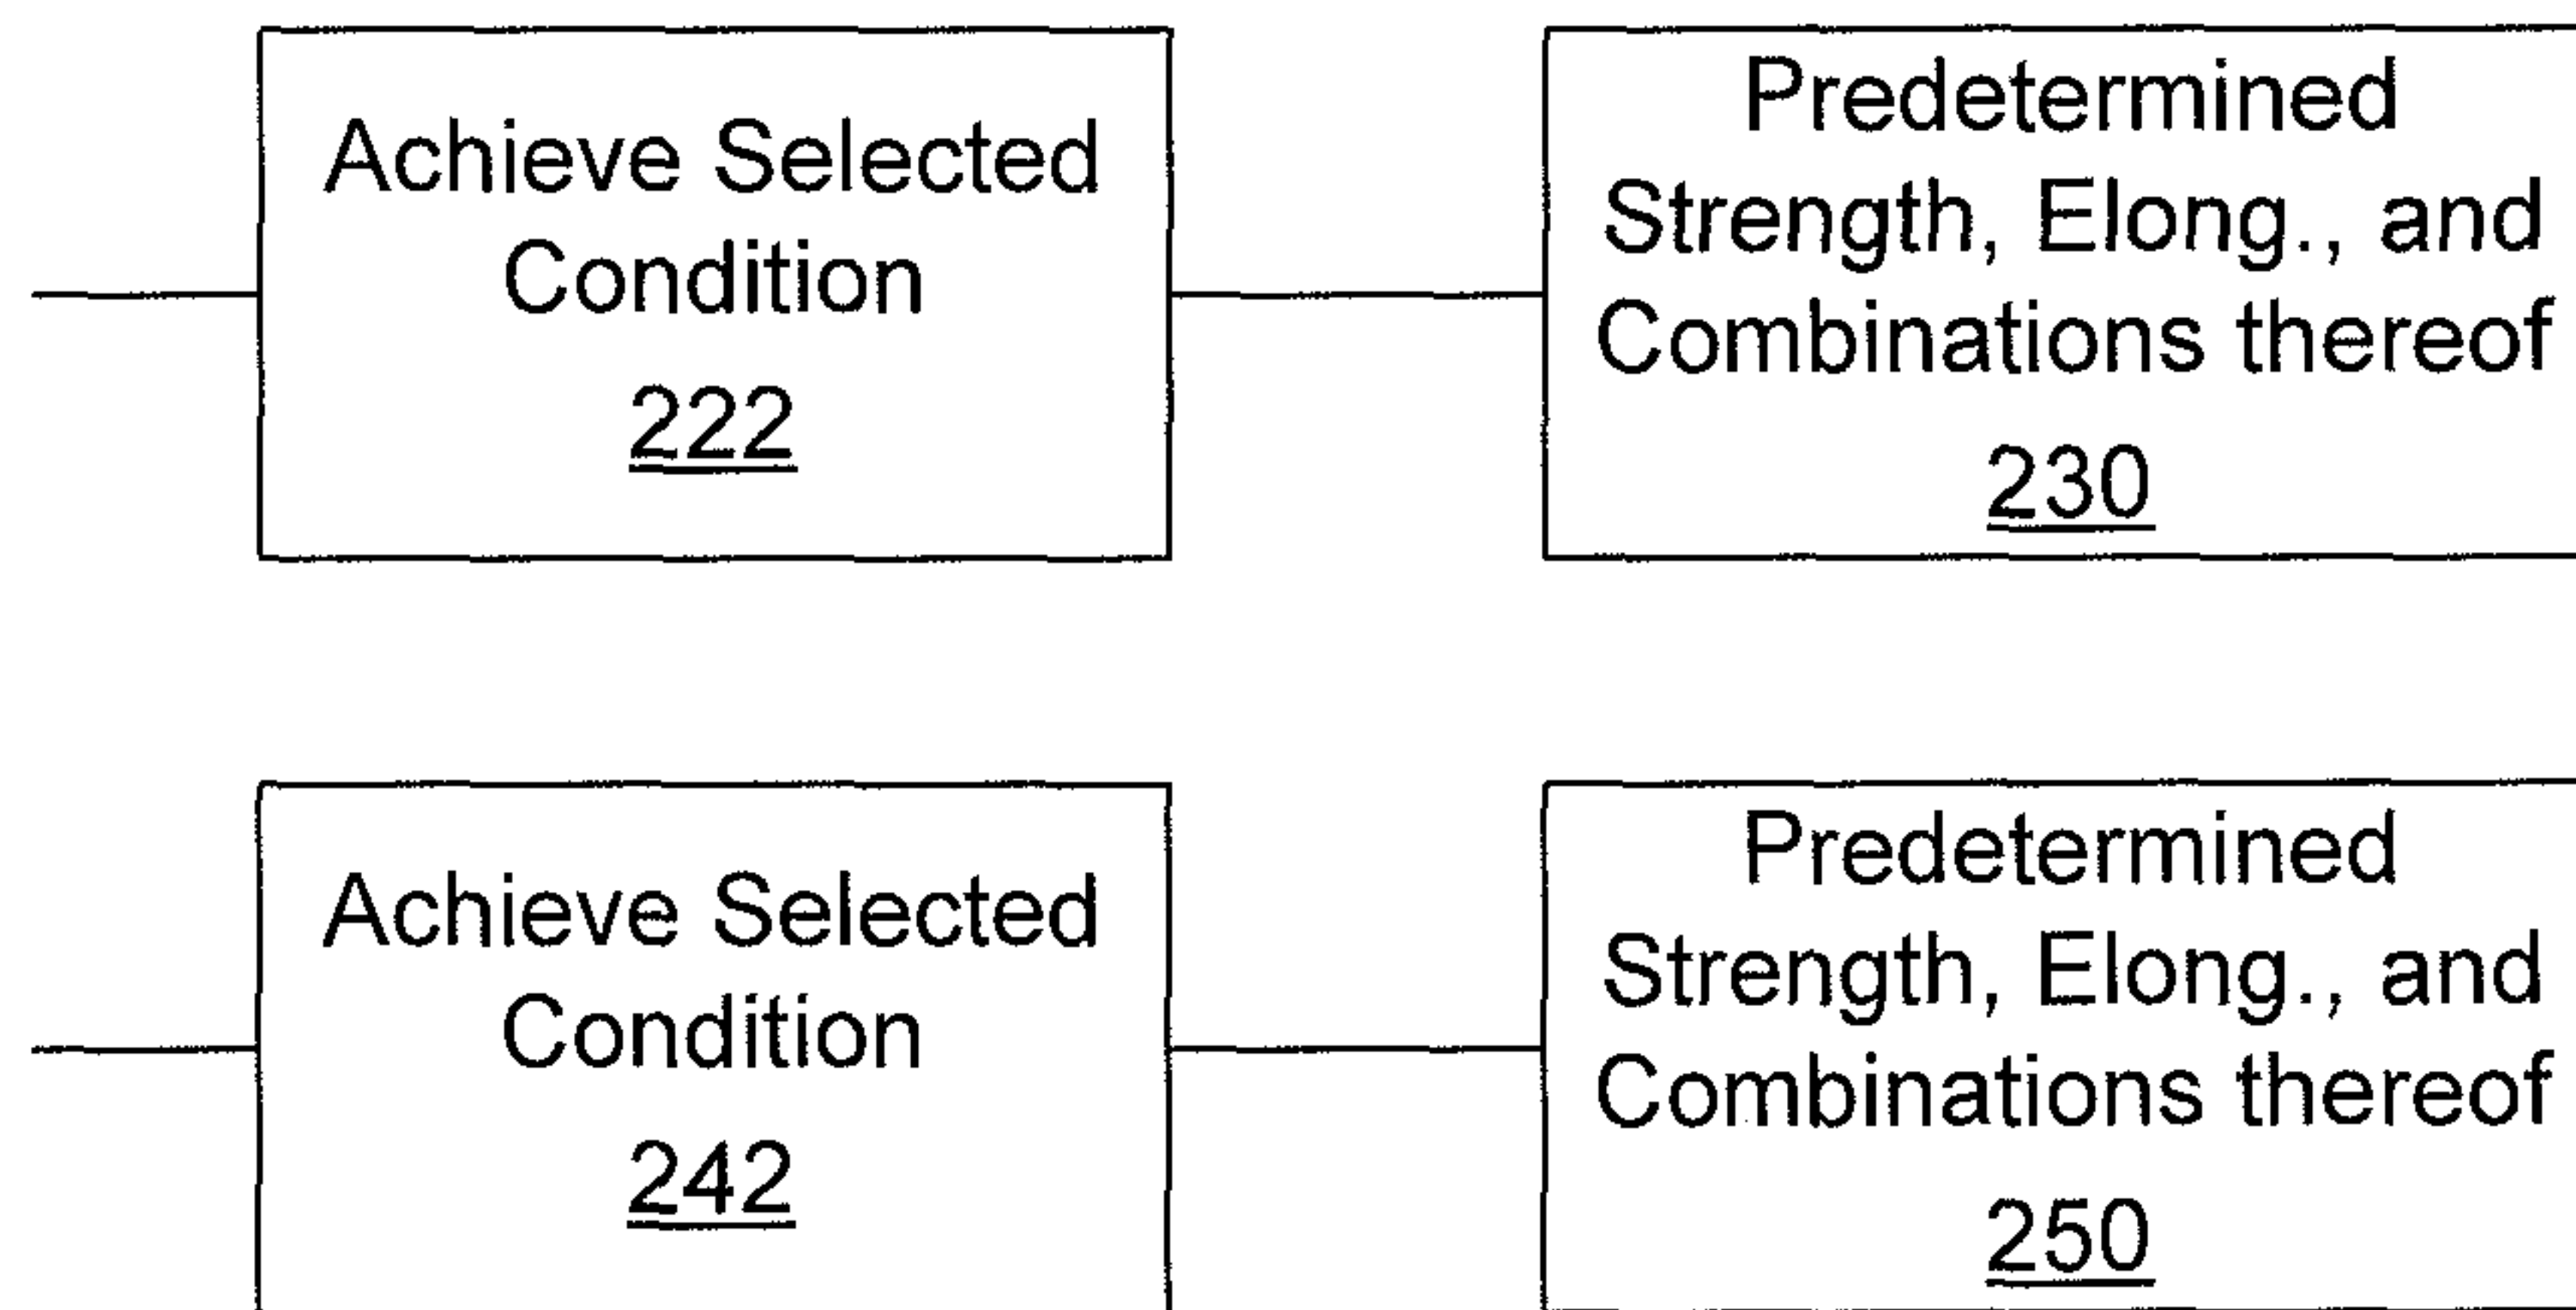 Achieve Selected
Condition
222
Predetermined
Strength, Elong., and
Combinations thereof
230
Achieve Selected
Condition
242
Predetermined
Strength, Elong., and
Combinations thereof
250